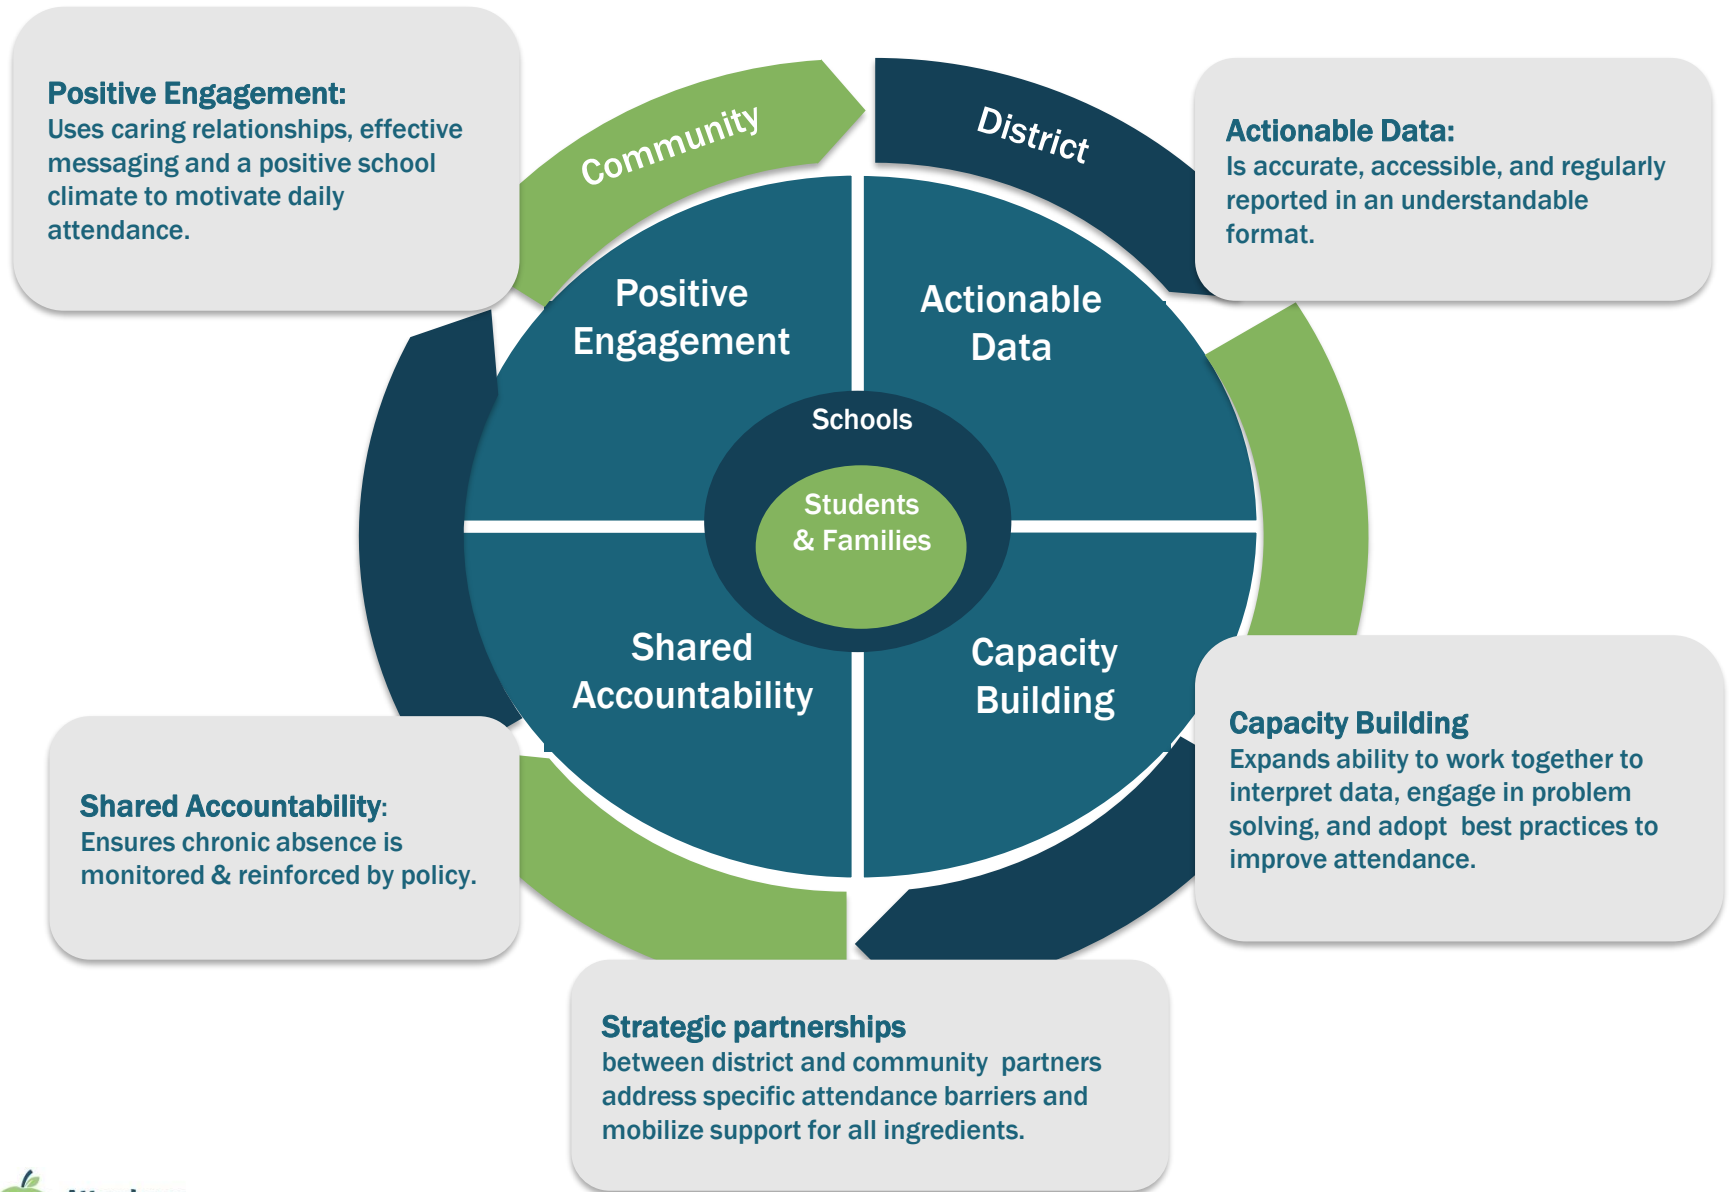 Positive Engagement:
Uses caring relationships, effective
messaging and a positive school
climate to motivate daily
attendance.
Community
District
Actionable Data:
Is accurate, accessible, and regularly
reported in an understandable
format.
Positive
Engagement
Actionable
Data
Schools
Students
& Families
Shared
Accountability
Capacity
Building
Shared Accountability:
Ensures chronic absence is
monitored & reinforced by policy.
Capacity Building
Expands ability to work together to
interpret data, engage in problem
solving, and adopt  best practices to
improve attendance.
Strategic partnerships
between district and community  partners
address specific attendance barriers and
mobilize support for all ingredients.